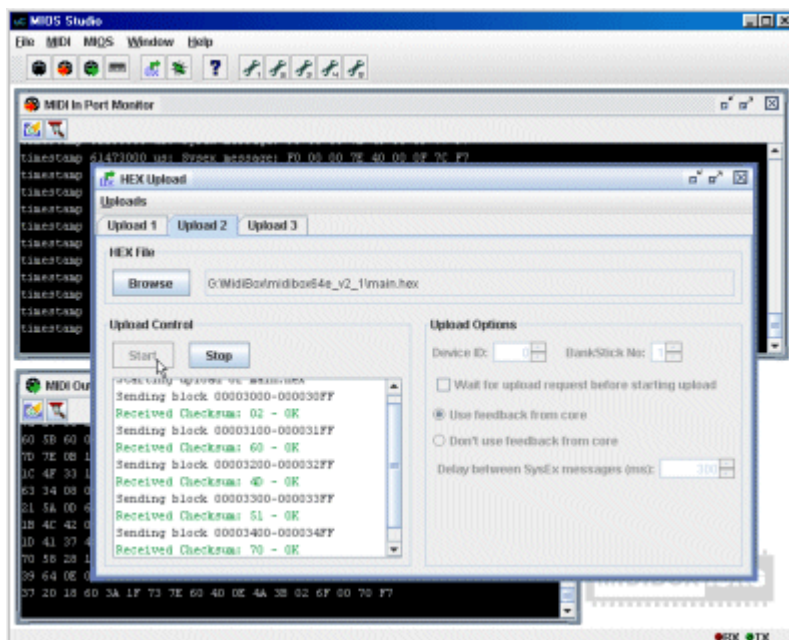 MIOS Studio
File MIDI MIOS Window Help
MIDI In Port Monitor
timestamp 61473000 us: Sysex message: F0 00 00 7E 40 00 0F 7C F7
timestamp
timestamp
timestamp
timestamp
timestamp
timestamp
timestamp
timestamp
timestamp
timestamp
HEX Upload
Uploads
Upload 1 Upload 2 Upload 3
HEX File
Browse G:\MidiBox\midibox64e_v2_1\main.hex
Upload Control
Start Stop
Starting upload of main.hex
Sending block 00003000-000030FF
Received Checksum: 02 - OK
Sending block 00003100-000031FF
Received Checksum: 60 - OK
Sending block 00003200-000032FF
Received Checksum: 4D - OK
Sending block 00003300-000033FF
Received Checksum: 51 - OK
Sending block 00003400-000034FF
Received Checksum: 70 - OK
Upload Options
Device ID: 0 BankStick No: 1
Wait for upload request before starting upload
Use feedback from core
Don't use feedback from core
Delay between SysEx messages (ms): 300
MIDI Ou
60 5B 60 0
7D 7E 0B 1
1C 4F 33 1
63 34 08 0
21 5A 0D 6
1B 4C 42 0
1D 41 37 4
70 58 28 1
39 64 0E 0
37 20 18 60 3A 1F 73 7E 60 40 0E 4A 3B 02 6F 00 70 F7
RX TX